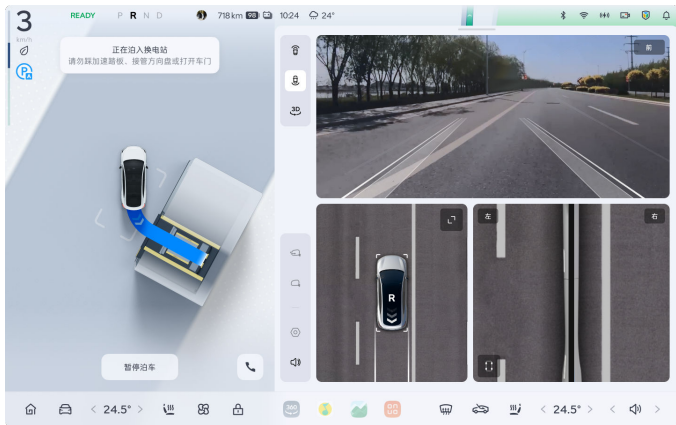 3
km/h
READY
P R N D
718 km 98
10:24
24°
正在泊入换电站
请勿踩加速踏板、接管方向盘或打开车门
3D
前
左
右
R
暂停泊车
< 24.5° >
360
< 24.5° >
< >